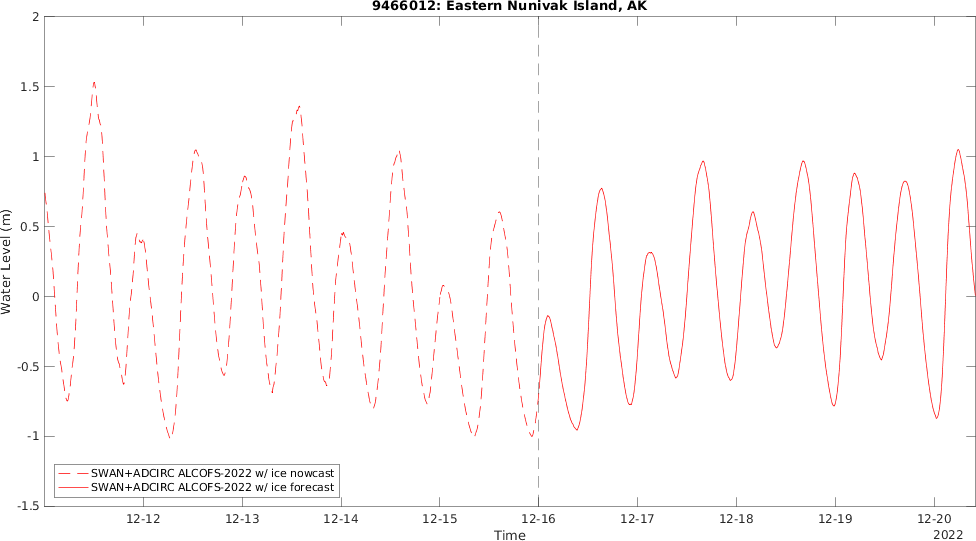 9466012: Eastern Nunivak Island, AK
2
1.5
1
0.5
0
-0.5
-1
-1.5
Water Level (m)
SWAN+ADCIRC ALCOFS-2022 w/ ice nowcast
SWAN+ADCIRC ALCOFS-2022 w/ ice forecast
12-12 12-13 12-14 12-15 12-16 12-17 12-18 12-19 12-20
Time 2022